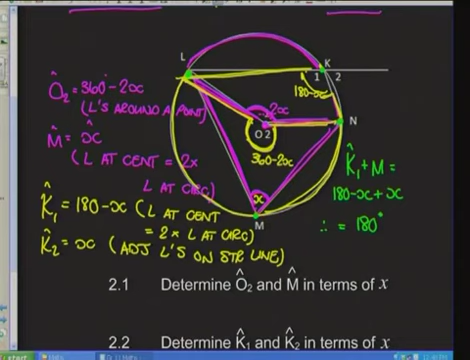 L
K
1 2
180-x
Ô₂ = 360° - 2x
(L'S AROUND A POINT)
2x
O 2
N
M̂ = x̂
(L AT CENT = 2x
L AT CIRC)
360-2x
K̂₁ + M̂ =
180-x + x
∴ = 180°
x
M
K̂₁ = 180-x (L AT CENT
= 2x L AT CIRC)
K̂₂ = x (ADJ L'S ON STR LINE)
2.1 Determine Ô₂ and M̂ in terms of x
2.2 Determine K̂₁ and K̂₂ in terms of x
start